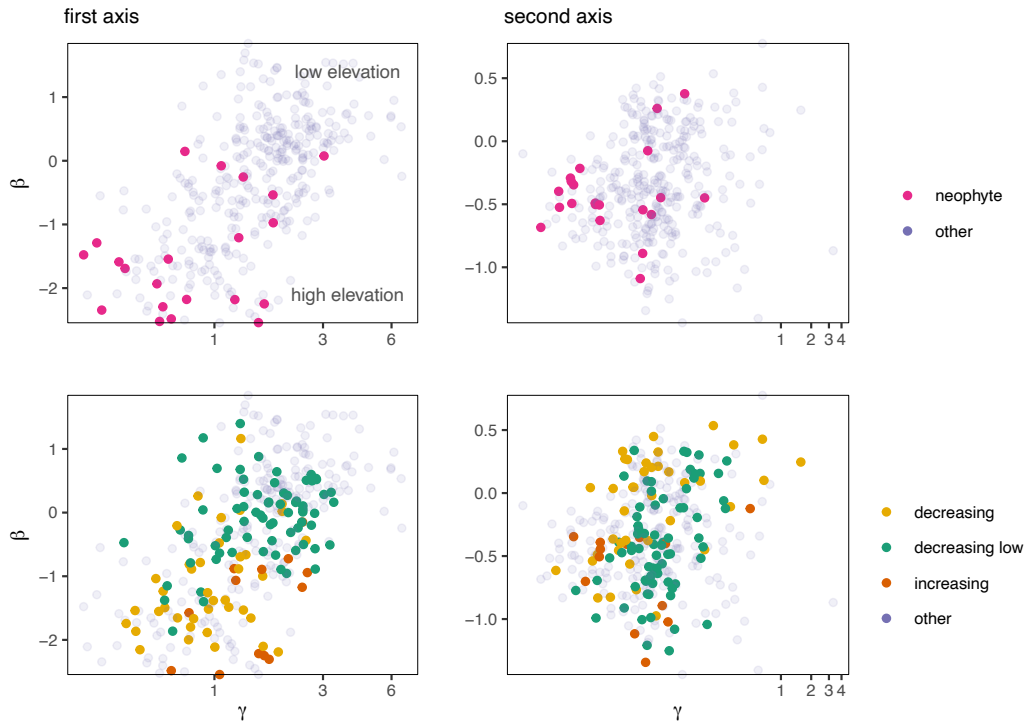 first axis
second axis
low elevation
high elevation
1
0
−1
−2
β
1
3
6
0.5
0.0
−0.5
−1.0
1
2
3
4
neophyte
other
1
0
−1
−2
β
1
3
6
γ
0.5
0.0
−0.5
−1.0
1
2
3
4
γ
decreasing
decreasing low
increasing
other